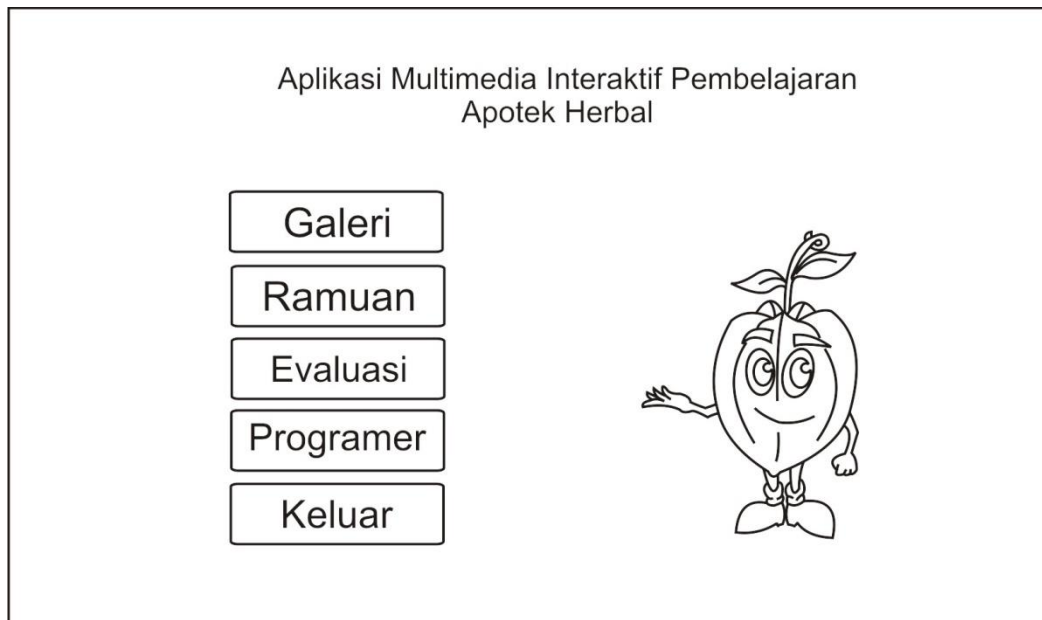 Aplikasi Multimedia Interaktif Pembelajaran
Apotek Herbal
Galeri
Ramuan
Evaluasi
Programer
Keluar